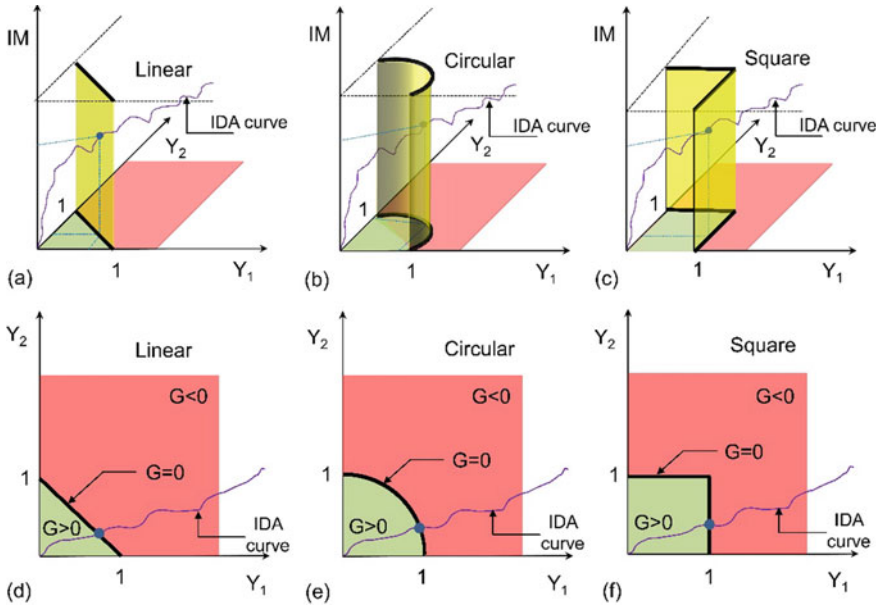 IM
Linear
IDA curve
Y2
1
(a)
1
Y1
IM
Circular
IDA curve
Y2
1
(b)
1
Y1
IM
Square
IDA curve
Y2
1
(c)
1
Y1
Y2
Linear
G<0
1
G=0
G>0
IDA
curve
(d)
1
Y1
Y2
Circular
G<0
1
G=0
G>0
IDA
curve
(e)
1
Y1
Y2
Square
G<0
G=0
1
G>0
IDA
curve
(f)
1
Y1